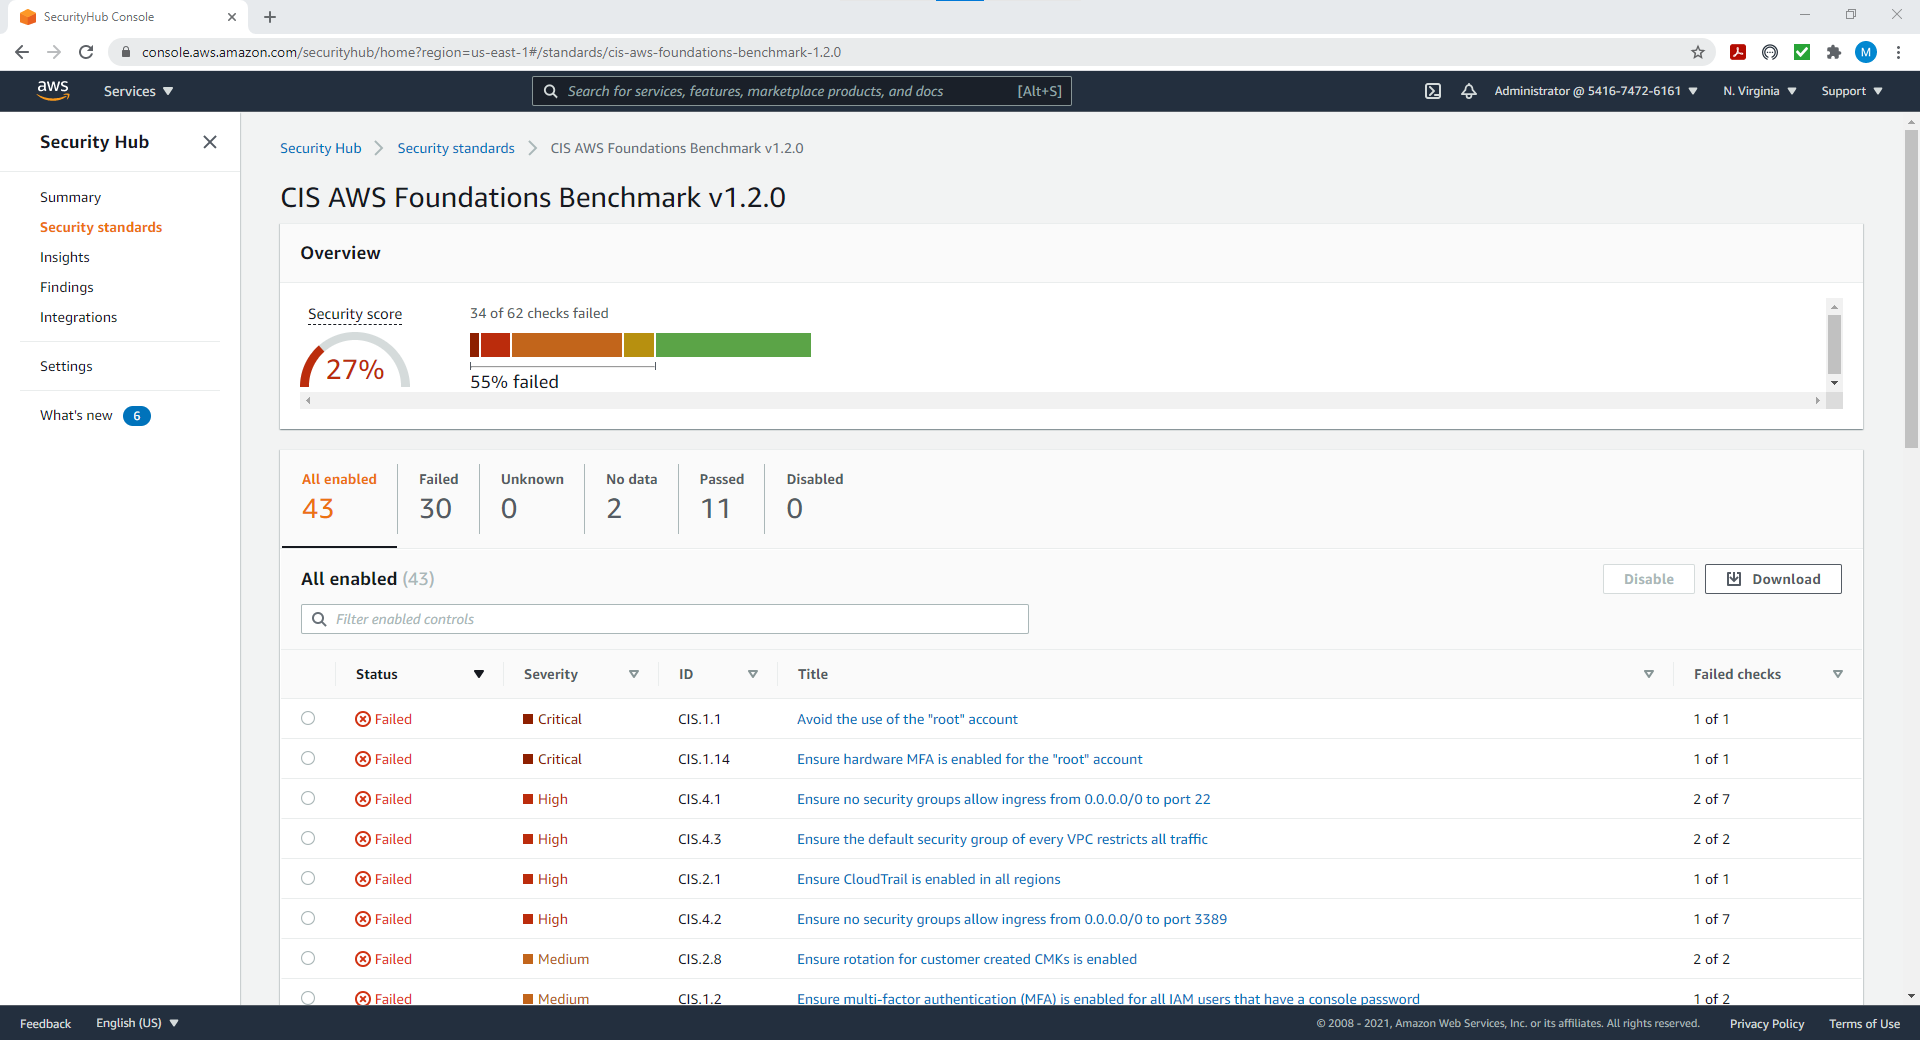 SecurityHub Console
console.aws.amazon.com/securityhub/home?region=us-east-1#/standards/cis-aws-foundations-benchmark-1.2.0
M
aws
Services
Search for services, features, marketplace products, and docs
[Alt+S]
Administrator @ 5416-7472-6161
N. Virginia
Support
Security Hub
Summary
Security standards
Insights
Findings
Integrations
Settings
What's new 6
Security Hub
Security standards
CIS AWS Foundations Benchmark v1.2.0
CIS AWS Foundations Benchmark v1.2.0
Overview
Security score
27%
34 of 62 checks failed
55% failed
All enabled
43
Failed
30
Unknown
0
No data
2
Passed
11
Disabled
0
All enabled (43)
Disable
Download
Filter enabled controls
Status Severity ID Title Failed checks
Failed Critical CIS.1.1 Avoid the use of the "root" account 1 of 1
Failed Critical CIS.1.14 Ensure hardware MFA is enabled for the "root" account 1 of 1
Failed High CIS.4.1 Ensure no security groups allow ingress from 0.0.0.0/0 to port 22 2 of 7
Failed High CIS.4.3 Ensure the default security group of every VPC restricts all traffic 2 of 2
Failed High CIS.2.1 Ensure CloudTrail is enabled in all regions 1 of 1
Failed High CIS.4.2 Ensure no security groups allow ingress from 0.0.0.0/0 to port 3389 1 of 7
Failed Medium CIS.2.8 Ensure rotation for customer created CMKs is enabled 2 of 2
Failed Medium CIS.1.2 Ensure multi-factor authentication (MFA) is enabled for all IAM users that have a console password 1 of 2
Feedback
English (US)
© 2008 - 2021, Amazon Web Services, Inc. or its affiliates. All rights reserved.
Privacy Policy
Terms of Use